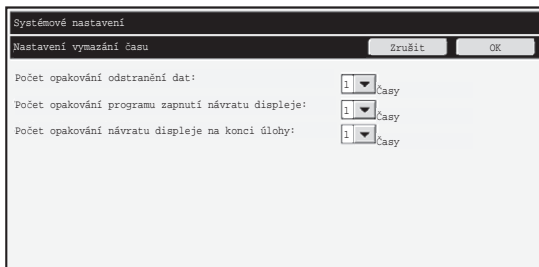 Systémové nastavení
Nastavení vymazání času Zrušit OK
Počet opakování odstranění dat: 1 Časy
Počet opakování programu zapnutí návratu displeje: 1 Časy
Počet opakování návratu displeje na konci úlohy: 1 Časy